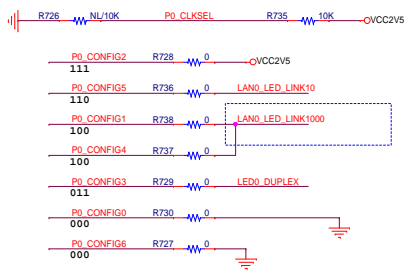 R726 NL/10K P0_CLKSEL R735 10K VCC2V5
P0_CONFIG2 R728 0 VCC2V5
111
P0_CONFIG5 R736 0 LAN0_LED_LINK10
110
P0_CONFIG1 R738 0 LAN0_LED_LINK1000
100
P0_CONFIG4 R737 0
100
P0_CONFIG3 R729 0 LED0_DUPLEX
011
P0_CONFIG0 R730 0
000
P0_CONFIG6 R727 0
000